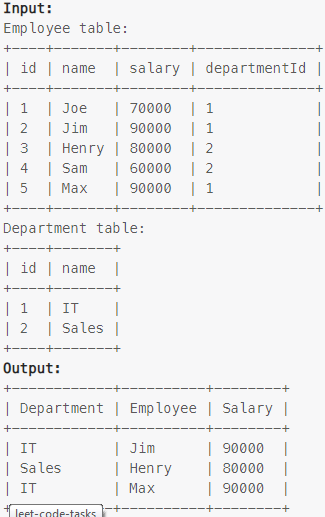 Input:
Employee table:
+----+-------+--------+--------------+
| id | name  | salary | departmentId |
+----+-------+--------+--------------+
| 1  | Joe   | 70000  | 1            |
| 2  | Jim   | 90000  | 1            |
| 3  | Henry | 80000  | 2            |
| 4  | Sam   | 60000  | 2            |
| 5  | Max   | 90000  | 1            |
+----+-------+--------+--------------+
Department table:
+----+-------+
| id | name  |
+----+-------+
| 1  | IT    |
| 2  | Sales |
+----+-------+
Output:
+------------+----------+--------+
| Department | Employee | Salary |
+------------+----------+--------+
| IT         | Jim      | 90000  |
| Sales      | Henry    | 80000  |
| IT         | Max      | 90000  |
leet-code-tasks